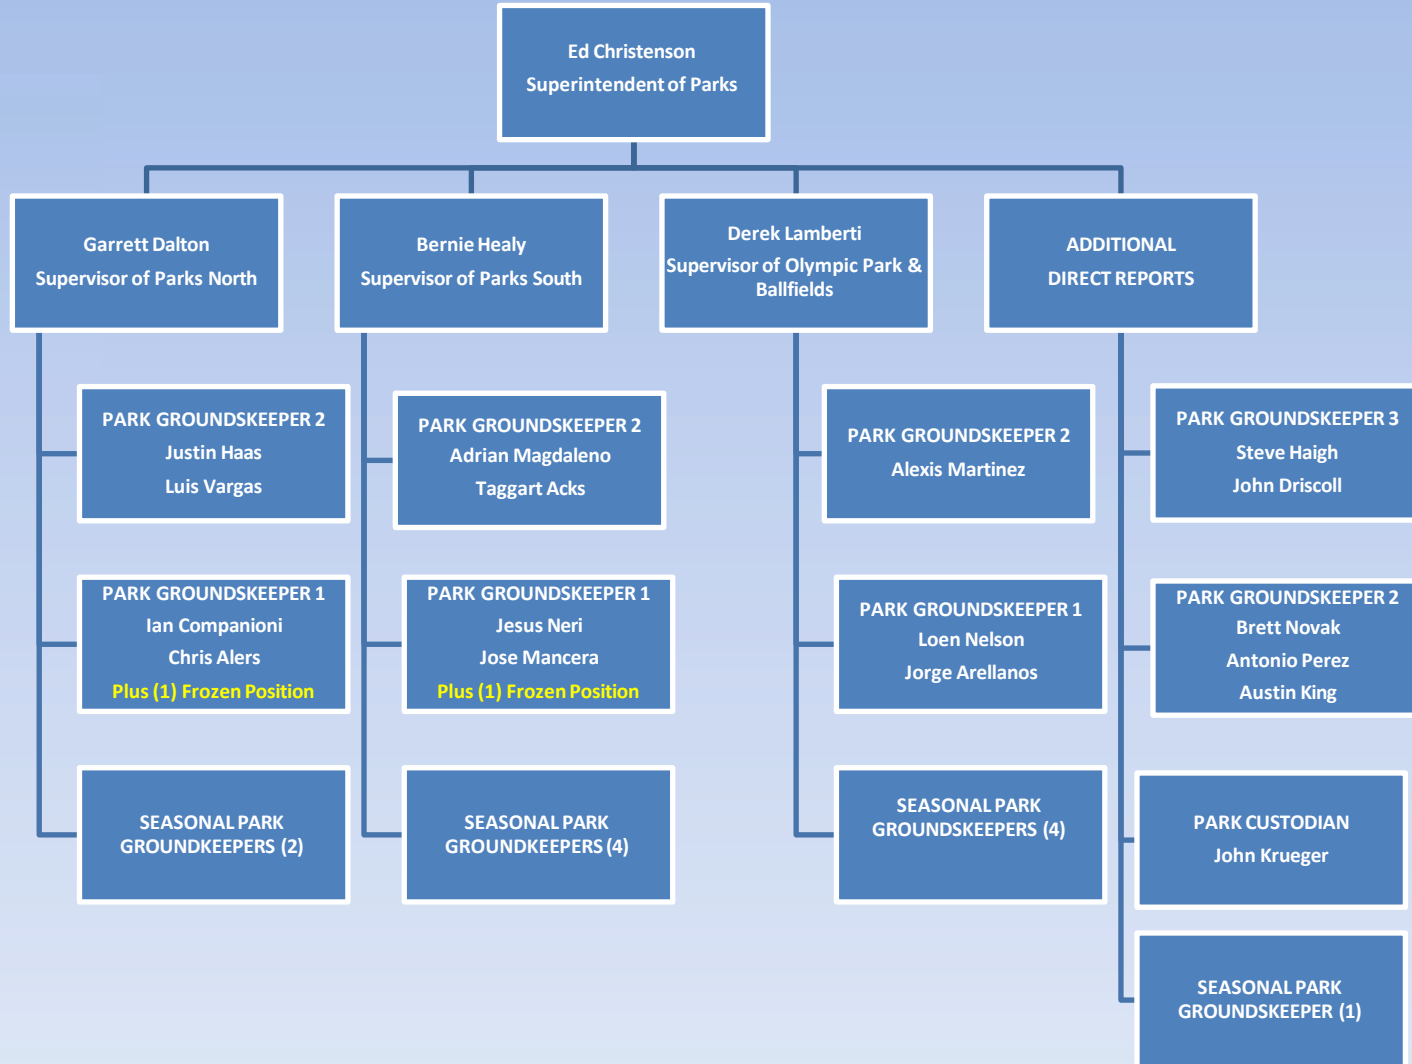 Ed Christenson
Superintendent of Parks
Garrett Dalton
Supervisor of Parks North
Bernie Healy
Supervisor of Parks South
Derek Lamberti
Supervisor of Olympic Park &
Ballfields
ADDITIONAL
DIRECT REPORTS
PARK GROUNDSKEEPER 2
Justin Haas
Luis Vargas
PARK GROUNDSKEEPER 2
Adrian Magdaleno
Taggart Acks
PARK GROUNDSKEEPER 2
Alexis Martinez
PARK GROUNDSKEEPER 3
Steve Haigh
John Driscoll
PARK GROUNDSKEEPER 1
Ian Companioni
Chris Alers
Plus (1) Frozen Position
PARK GROUNDSKEEPER 1
Jesus Neri
Jose Mancera
Plus (1) Frozen Position
PARK GROUNDSKEEPER 1
Loen Nelson
Jorge Arellanos
PARK GROUNDSKEEPER 2
Brett Novak
Antonio Perez
Austin King
SEASONAL PARK
GROUNDKEEPERS (2)
SEASONAL PARK
GROUNDKEEPERS (4)
SEASONAL PARK
GROUNDSKEEPERS (4)
PARK CUSTODIAN
John Krueger
SEASONAL PARK
GROUNDSKEEPER (1)